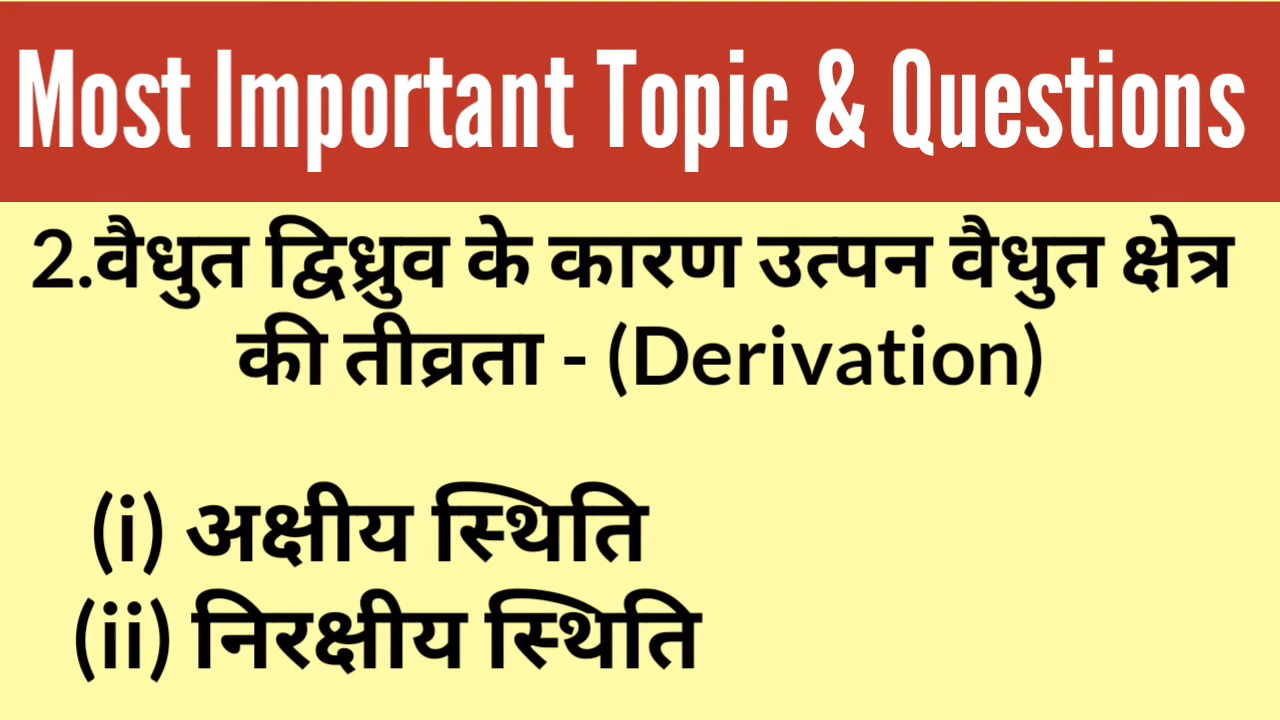 Most Important Topic & Questions
2.वैधुत द्विध्रुव के कारण उत्पन वैधुत क्षेत्र
की तीव्रता - (Derivation)
(i) अक्षीय स्थिति
(ii) निरक्षीय स्थिति